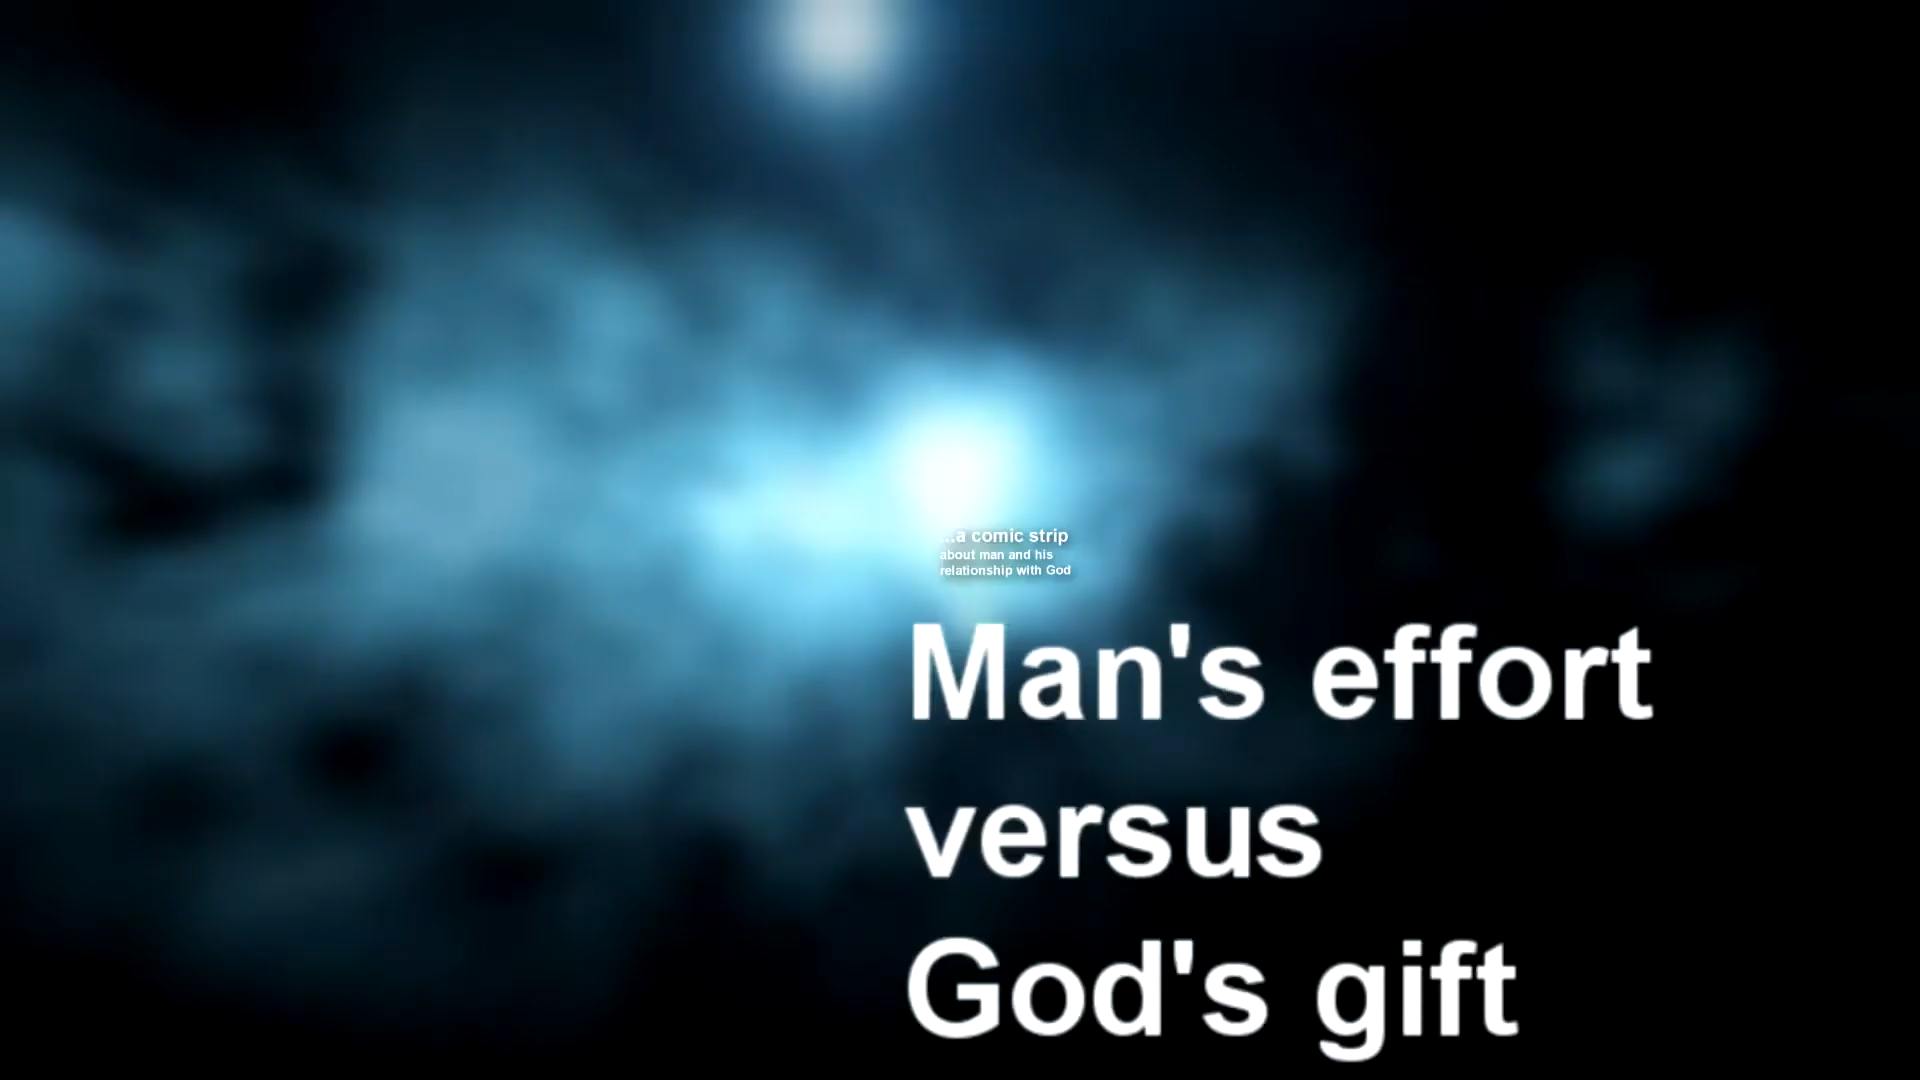 ...a comic strip
about man and his
relationship with God
Man's effort
versus
God's gift